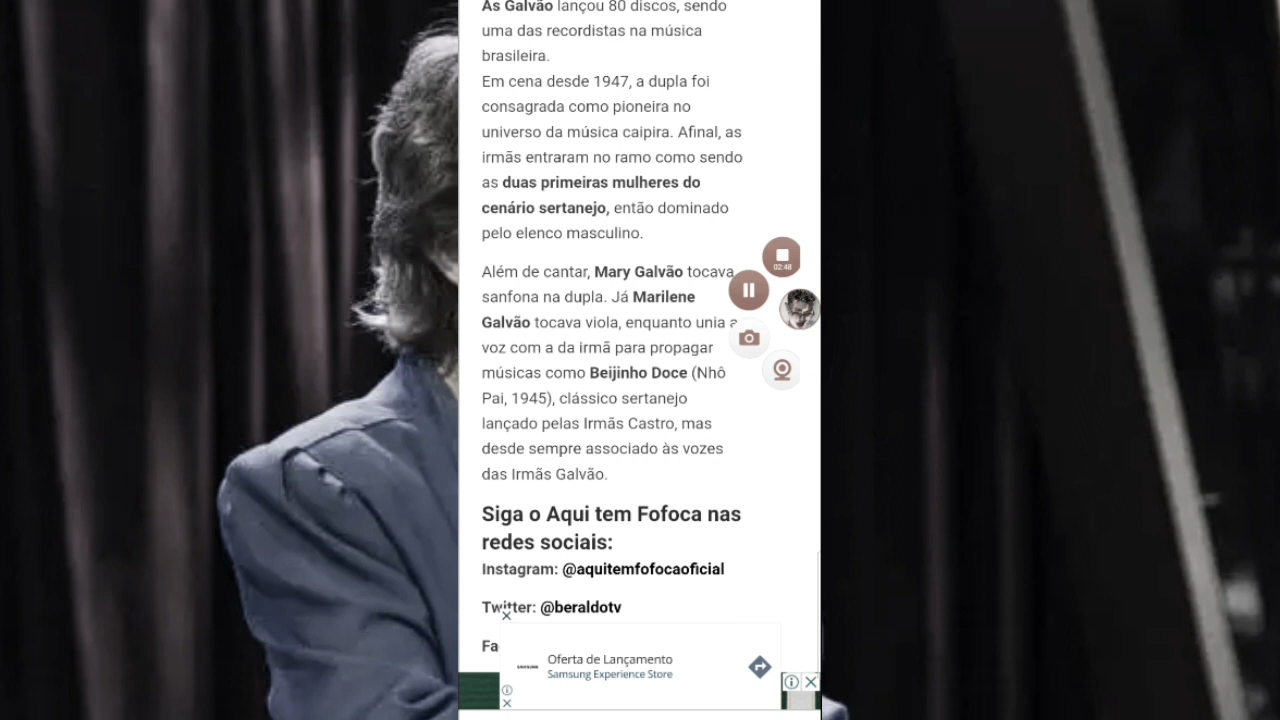 As Galvão lançou 80 discos, sendo
uma das recordistas na música
brasileira.
Em cena desde 1947, a dupla foi
consagrada como pioneira no
universo da música caipira. Afinal, as
irmãs entraram no ramo como sendo
as duas primeiras mulheres do
cenário sertanejo, então dominado
pelo elenco masculino.
02:48
Além de cantar, Mary Galvão tocava
sanfona na dupla. Já Marilene
Galvão tocava viola, enquanto unia a
voz com a da irmã para propagar
músicas como Beijinho Doce (Nhô
Pai, 1945), clássico sertanejo
lançado pelas Irmãs Castro, mas
desde sempre associado às vozes
das Irmãs Galvão.
Siga o Aqui tem Fofoca nas
redes sociais:
Instagram: @aquitemfofocaoficial
Twitter: @beraldotv
Fa
SAMSUNG
Oferta de Lançamento
Samsung Experience Store